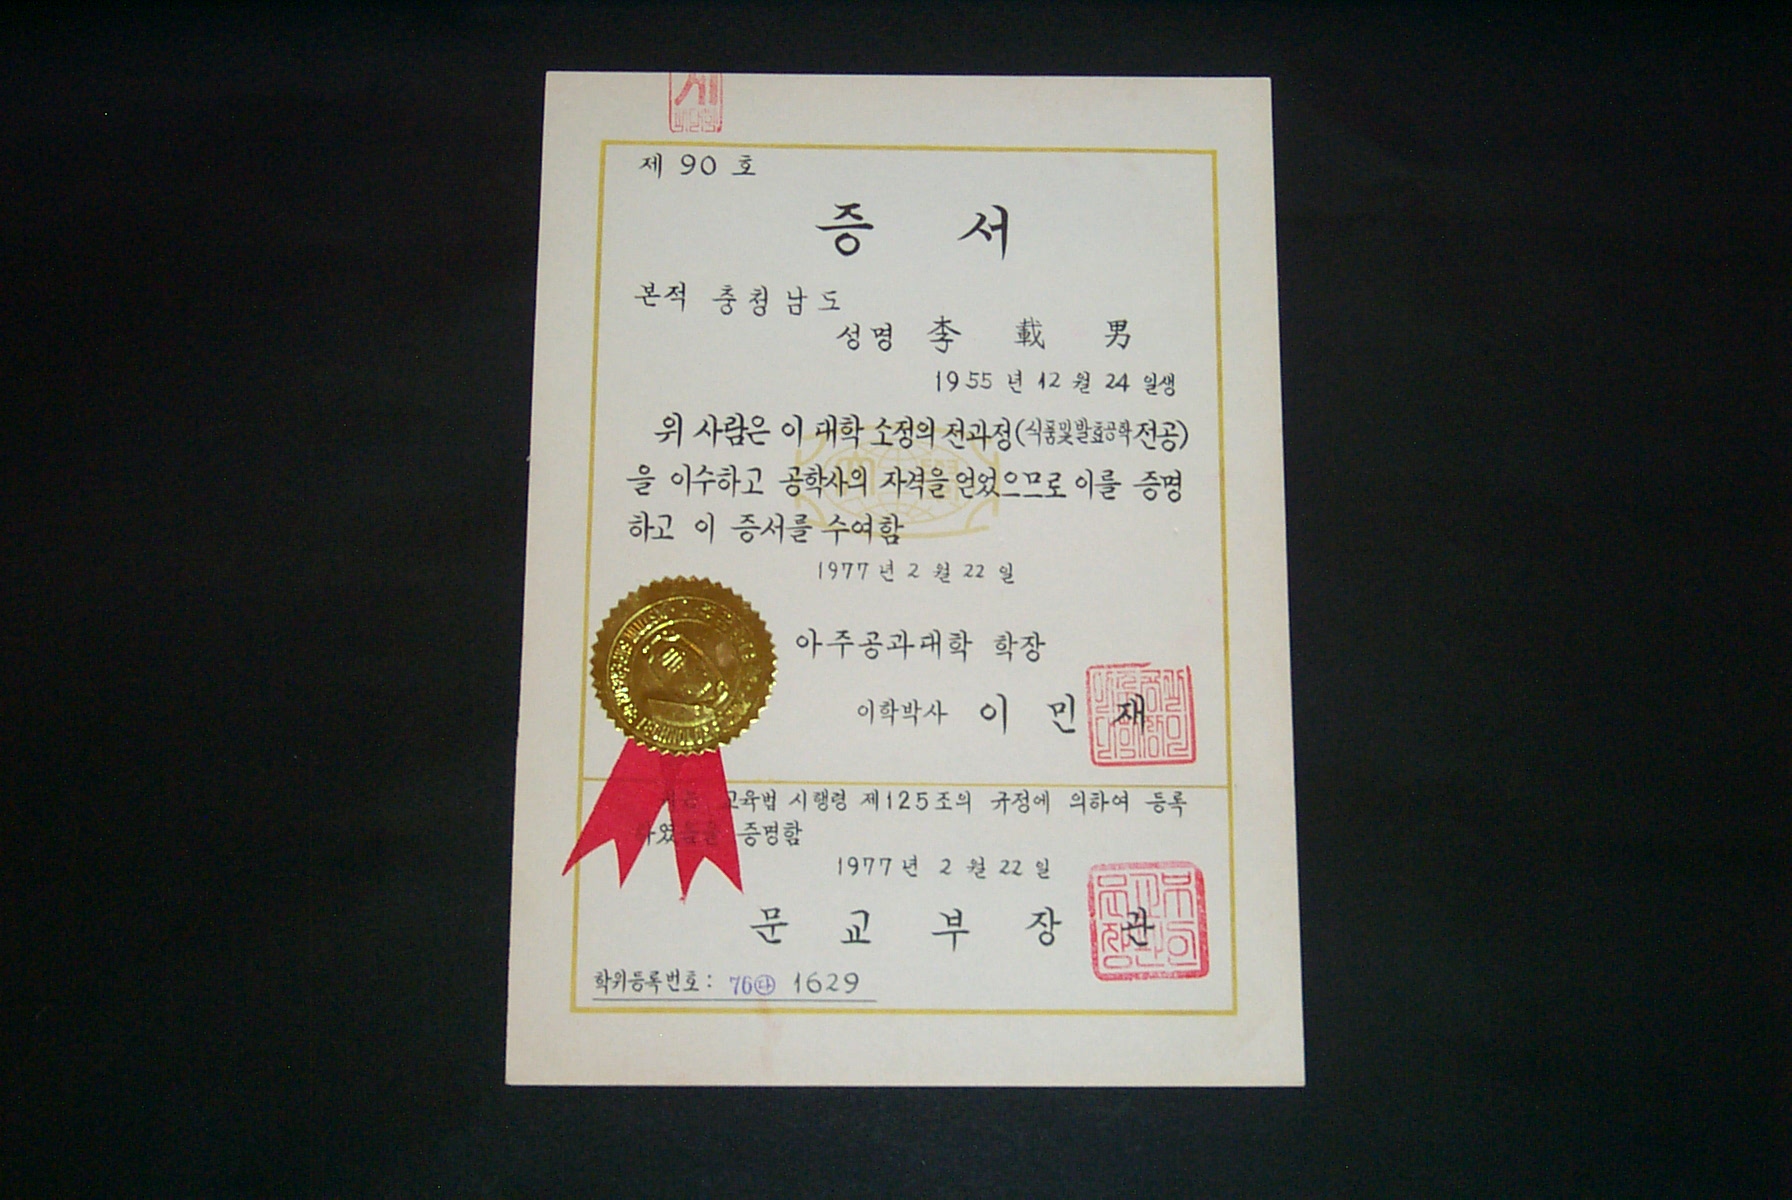 제 90 호
증 서
본적 충청남도
성명 李 載 男
1955 년 12 월 24 일생
위 사람은 이 대학 소정의 전과정(식품및발효공학전공)
을 이수하고 공학사의 자격을 얻었으므로 이를 증명
하고 이 증서를 수여함
1977 년 2 월 22 일
아주공과대학 학장
이학박사 이 민 재
교육법 시행령 제125조의 규정에 의하여 등록
하였음을 증명함
1977 년 2 월 22 일
문 교 부 장 관
학위등록번호: 76㉰ 1629